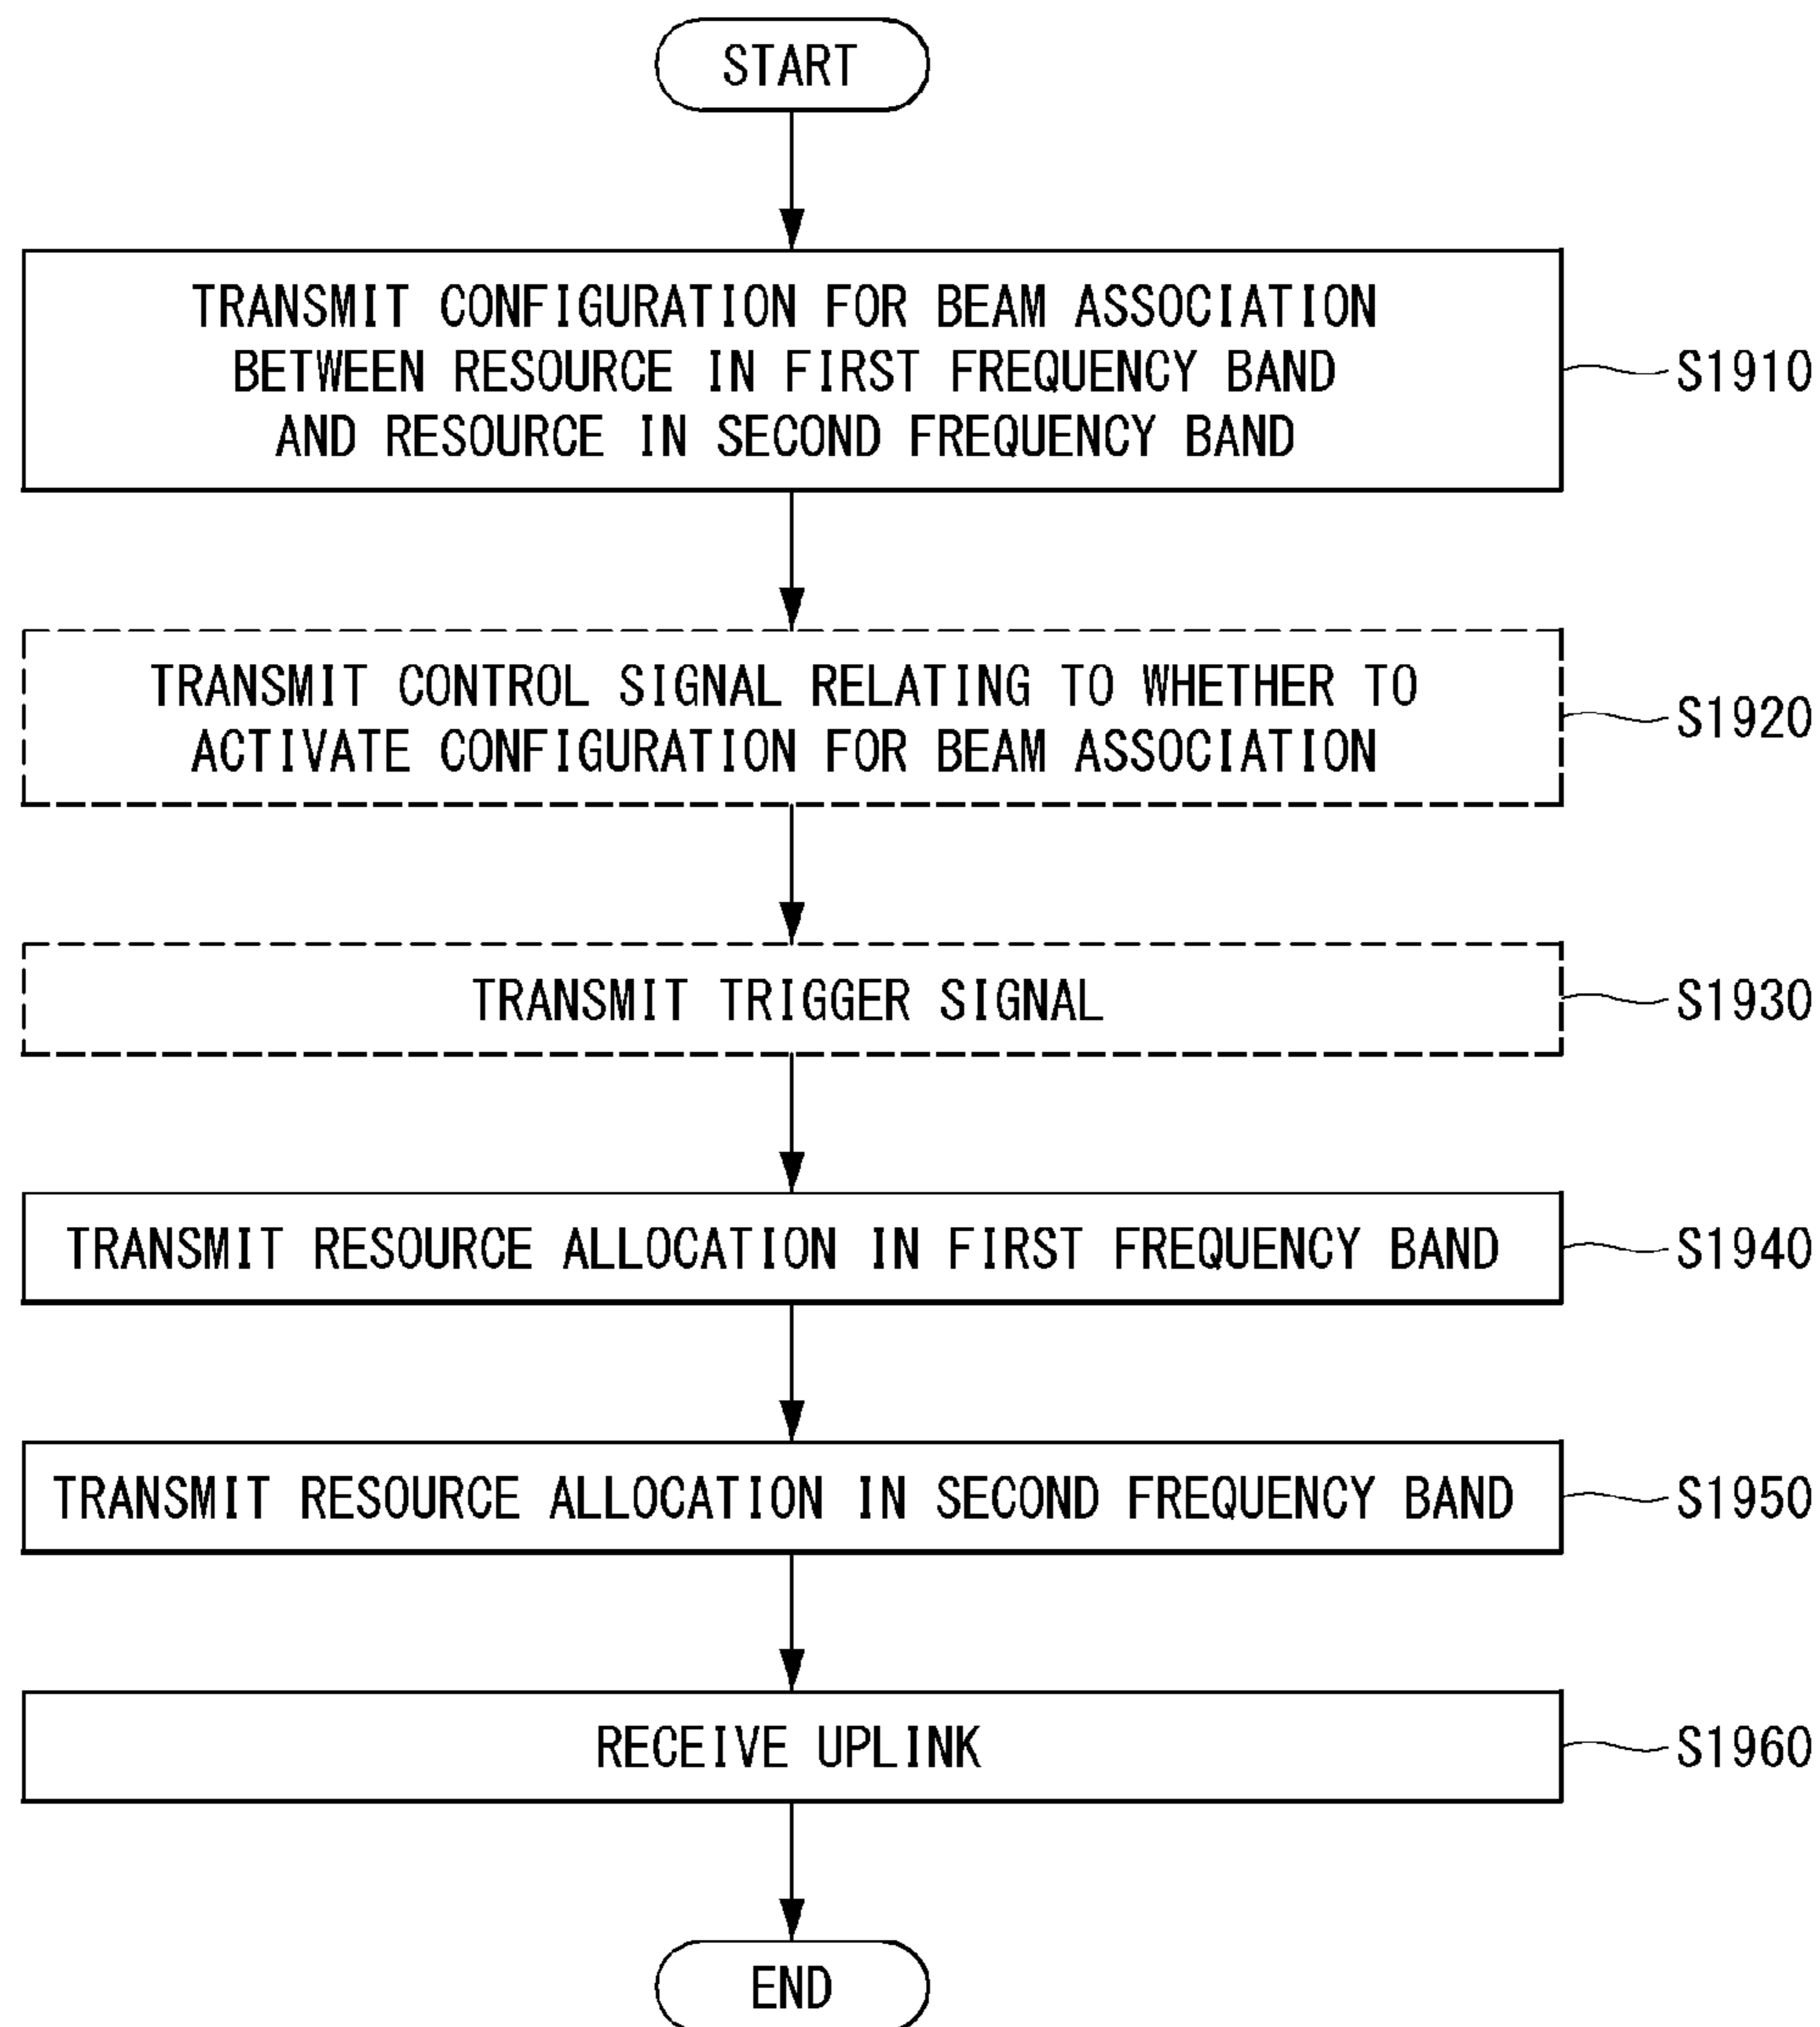 START
TRANSMIT CONFIGURATION FOR BEAM ASSOCIATION
BETWEEN RESOURCE IN FIRST FREQUENCY BAND
AND RESOURCE IN SECOND FREQUENCY BAND
S1910
TRANSMIT CONTROL SIGNAL RELATING TO WHETHER TO
ACTIVATE CONFIGURATION FOR BEAM ASSOCIATION
S1920
TRANSMIT TRIGGER SIGNAL
S1930
TRANSMIT RESOURCE ALLOCATION IN FIRST FREQUENCY BAND
S1940
TRANSMIT RESOURCE ALLOCATION IN SECOND FREQUENCY BAND
S1950
RECEIVE UPLINK
S1960
END